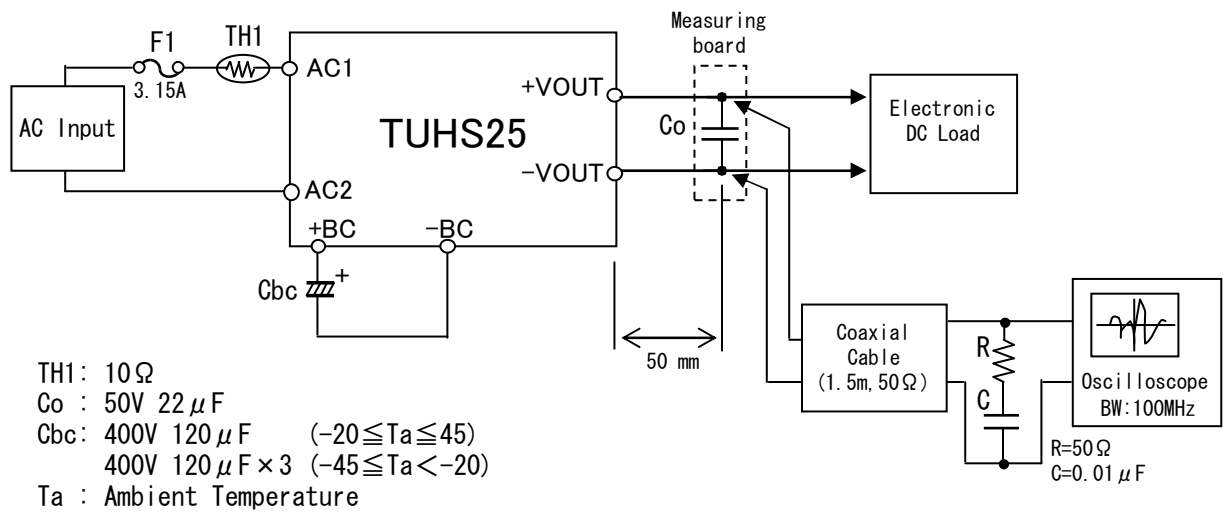 Measuring
board
F1
TH1
3.15A
AC1
+VOUT
AC Input
TUHS25
Co
Electronic
DC Load
-VOUT
AC2
+BC
-BC
+
Cbc
50 mm
Coaxial
Cable
(1.5m,50Ω)
R
C
Oscilloscope
BW:100MHz
R=50Ω
C=0.01μF
TH1: 10Ω
Co : 50V 22μF
Cbc: 400V 120μF (-20≦Ta≦45)
400V 120μF×3 (-45≦Ta<-20)
Ta : Ambient Temperature